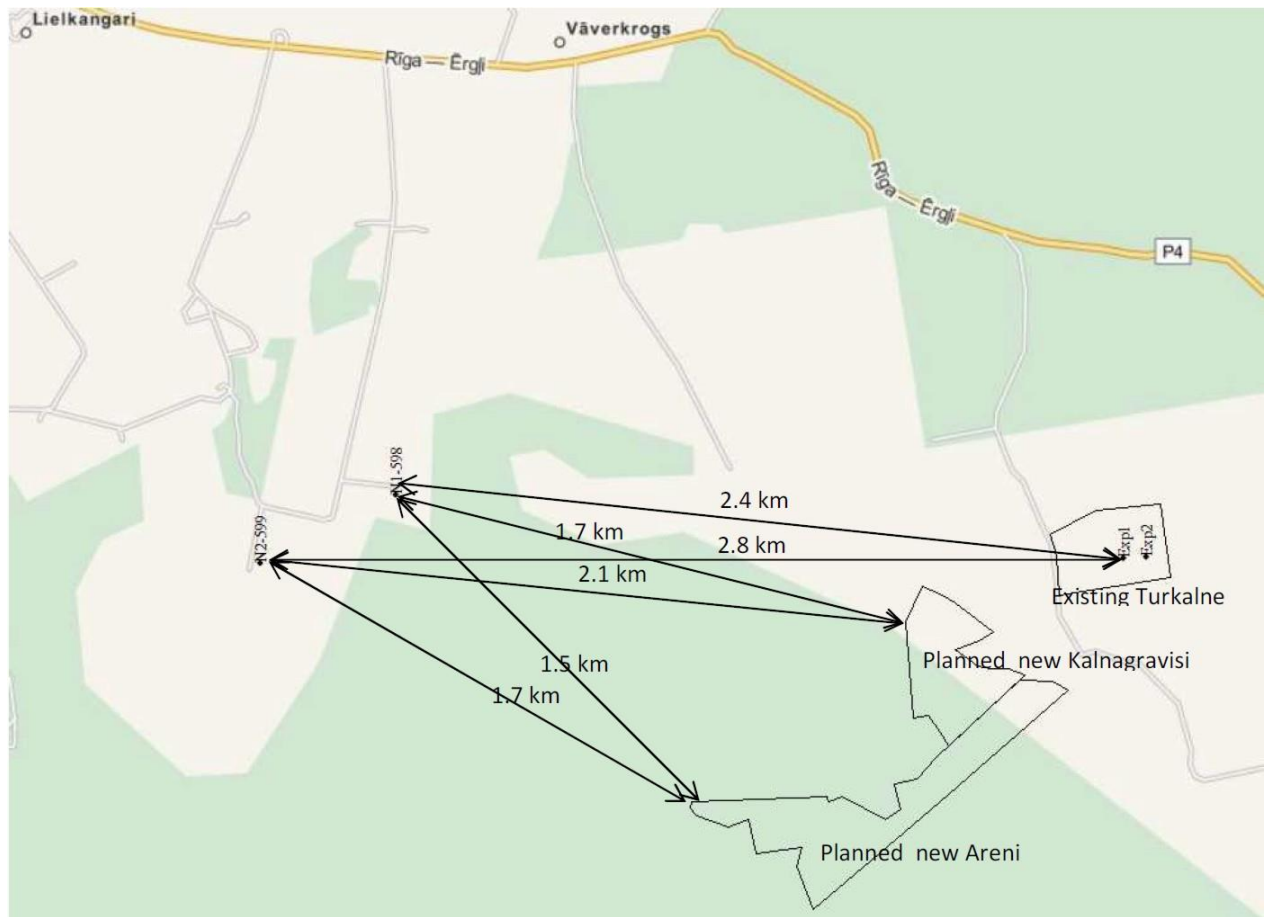 Lielkangari
Vāverkrogs
Rīga — Ērgļi
Rīga — Ērgļi
P4
N1-598
2.4 km
1.7 km
N2-599
2.8 km
2.1 km
Exp1
Exp2
Existing Turkalne
1.5 km
1.7 km
Planned new Kalnagravisi
Planned new Areni